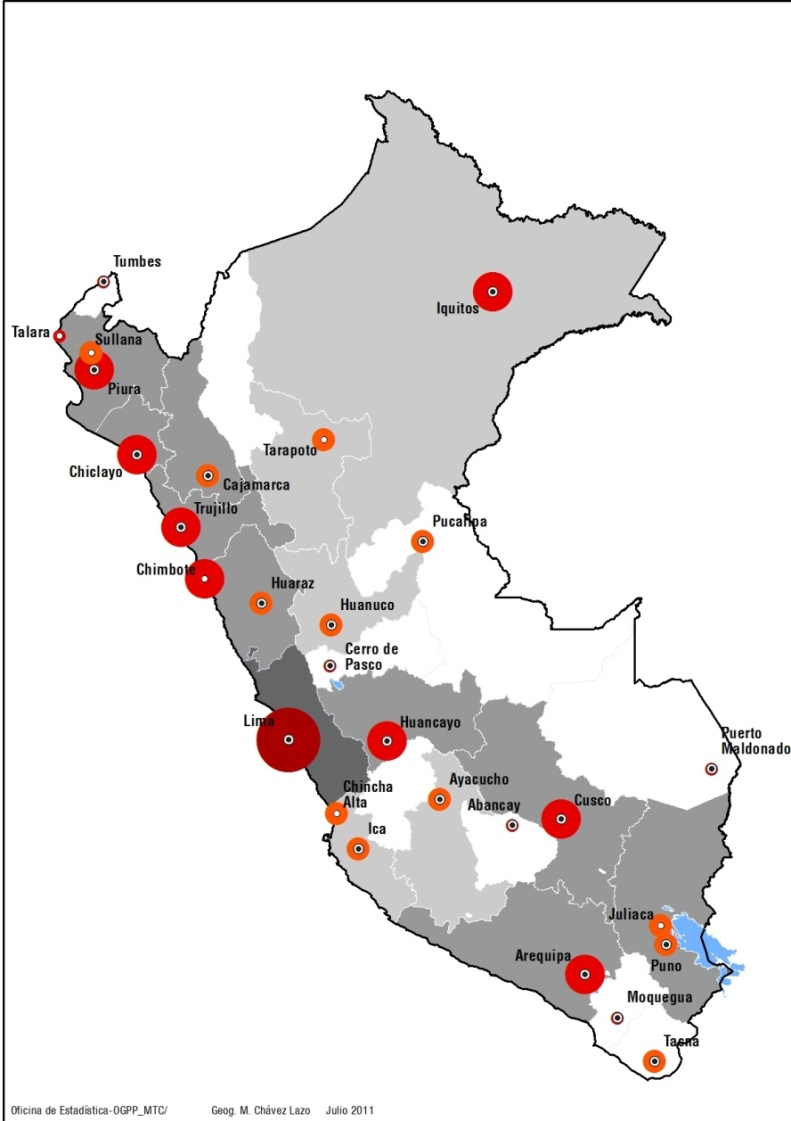 Tumbes
Iquitos
Talara
Sullana
Piura
Tarapoto
Chiclayo
Cajamarca
Trujillo
Pucallpa
Chimbote
Huaraz
Huanuco
Cerro de
Pasco
Lima
Huancayo
Puerto
Maldonado
Chincha
Alta
Ayacucho
Abancay
Cusco
Ica
Juliaca
Arequipa
Puno
Moquegua
Tacna
Oficina de Estadística-OGPP_MTC/ Geog. M. Chávez Lazo Julio 2011